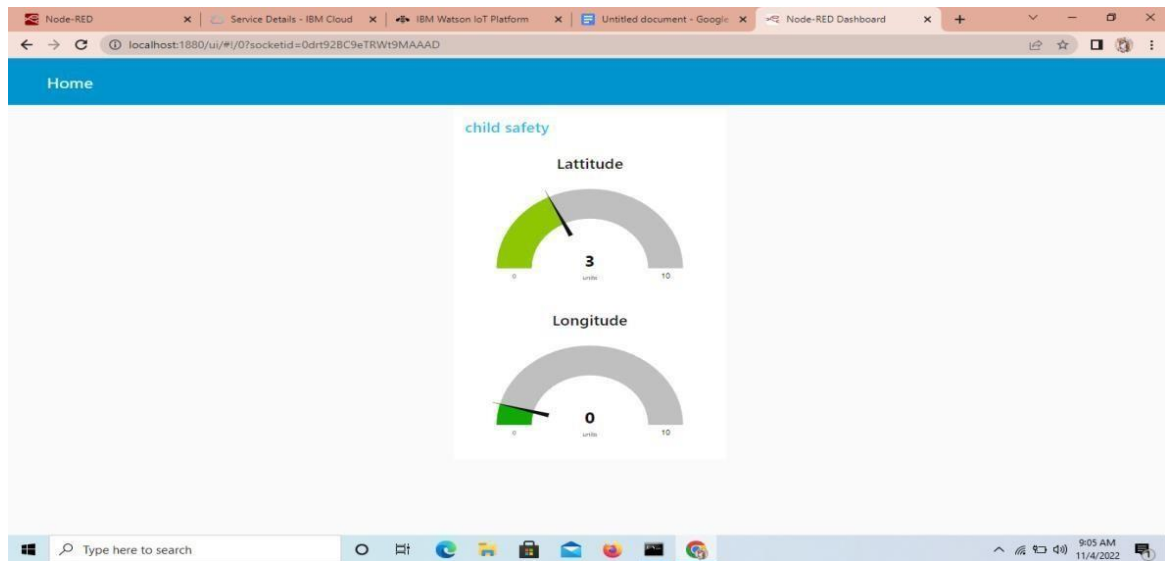 Node-RED
Service Details - IBM Cloud
IBM Watson IoT Platform
Untitled document - Google
Node-RED Dashboard
localhost:1880/ui/#!/0?socketid=0drt92BC9eTRWt9MAAAD
Home
child safety
Lattitude
3
units
0
10
Longitude
0
units
0
10
Type here to search
9:05 AM
11/4/2022
1